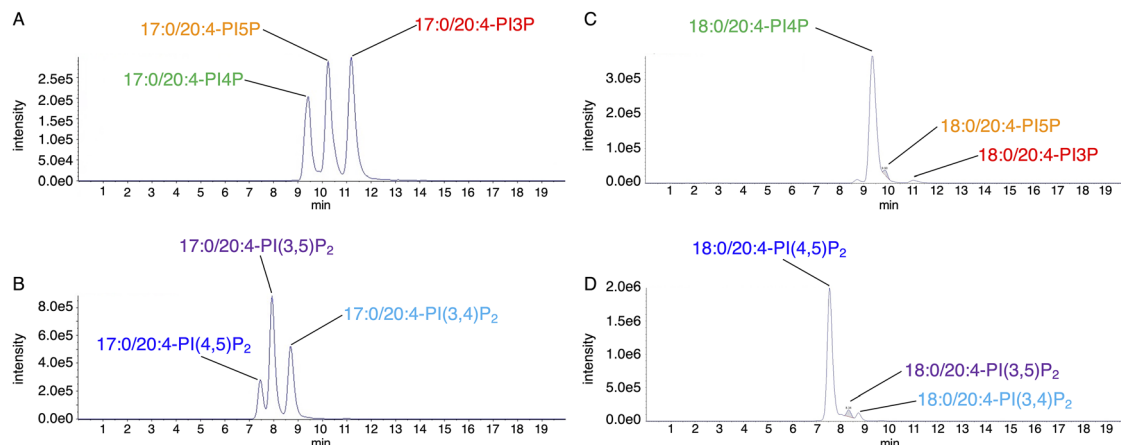 A
17:0/20:4-PI5P
17:0/20:4-PI3P
17:0/20:4-PI4P
intensity
2.5e5
2.0e5
1.5e5
1.0e5
5.0e4
0.0e0
1 2 3 4 5 6 7 8 9 10 11 12 13 14 15 16 17 18 19
min
C
18:0/20:4-PI4P
18:0/20:4-PI5P
18:0/20:4-PI3P
intensity
3.0e5
2.0e5
1.0e5
0.0e0
1 2 3 4 5 6 7 8 9 10 11 12 13 14 15 16 17 18 19
min
B
17:0/20:4-PI(3,5)P₂
17:0/20:4-PI(3,4)P₂
17:0/20:4-PI(4,5)P₂
intensity
8.0e5
6.0e5
4.0e5
2.0e5
0.0e0
1 2 3 4 5 6 7 8 9 10 11 12 13 14 15 16 17 18 19
min
D
18:0/20:4-PI(4,5)P₂
18:0/20:4-PI(3,5)P₂
18:0/20:4-PI(3,4)P₂
intensity
2.0e6
1.5e6
1.0e6
5.0e5
0.0e0
1 2 3 4 5 6 7 8 9 10 11 12 13 14 15 16 17 18 19
min